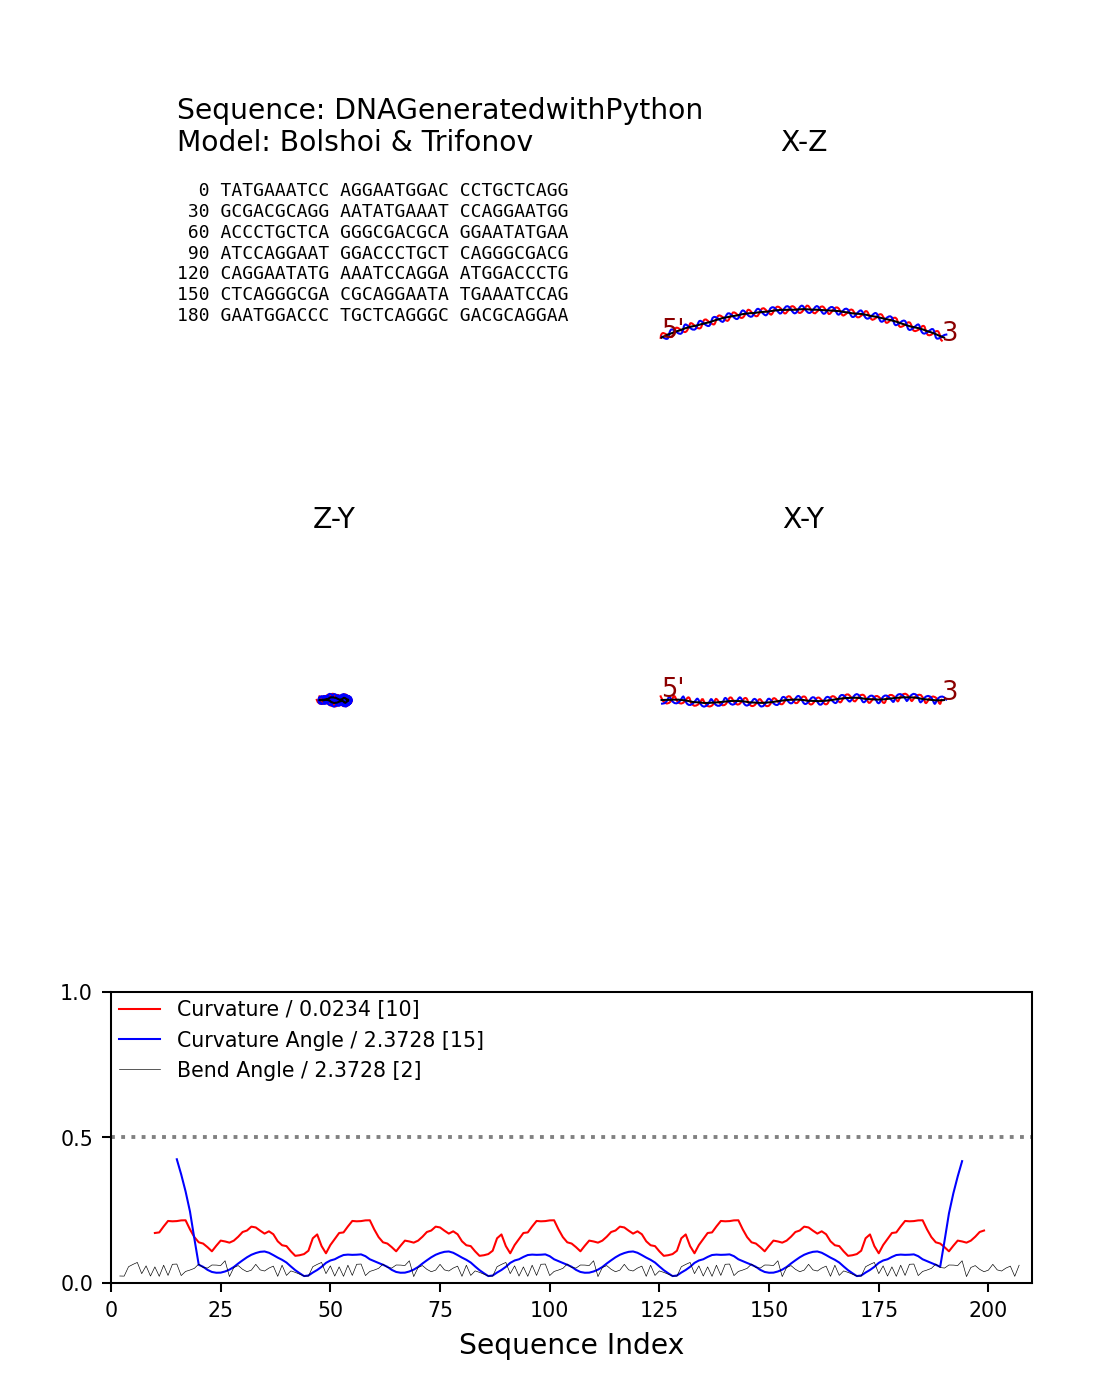 Sequence: DNAGeneratedwithPython
Model: Bolshoi & Trifonov
X-Z
0 TATGAAATCC AGGAATGGAC CCTGCTCAGG
30 GCGACGCAGG AATATGAAAT CCAGGAATGG
60 ACCCTGCTCA GGGCGACGCA GGAATATGAA
90 ATCCAGGAAT GGACCCTGCT CAGGGCGACG
120 CAGGAATATG AAATCCAGGA ATGGACCCTG
150 CTCAGGGCGA CGCAGGAATA TGAAATCCAG
180 GAATGGACCC TGCTCAGGGC GACGCAGGAA
5' 3
Z-Y
X-Y
5' 3
1.0
0.5
0.0
Curvature / 0.0234 [10]
Curvature Angle / 2.3728 [15]
Bend Angle / 2.3728 [2]
0 25 50 75 100 125 150 175 200
Sequence Index